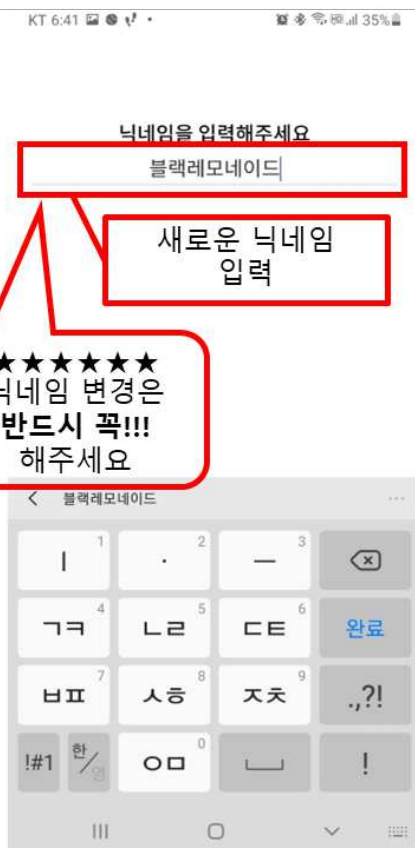 KT 6:41 35%
닉네임을 입력해주세요
블랙레모네이드
새로운 닉네임
입력
★★★★★★
닉네임 변경은
반드시 꼭!!!
해주세요
블랙레모네이드
ㅣ 1 · 2 ㅡ 3
ㄱㅋ 4 ㄴㄹ 5 ㄷㅌ 6 완료
ㅂㅍ 7 ㅅㅎ 8 ㅈㅊ 9 .,?!
!#1 한/영 ㅇㅁ 0 !